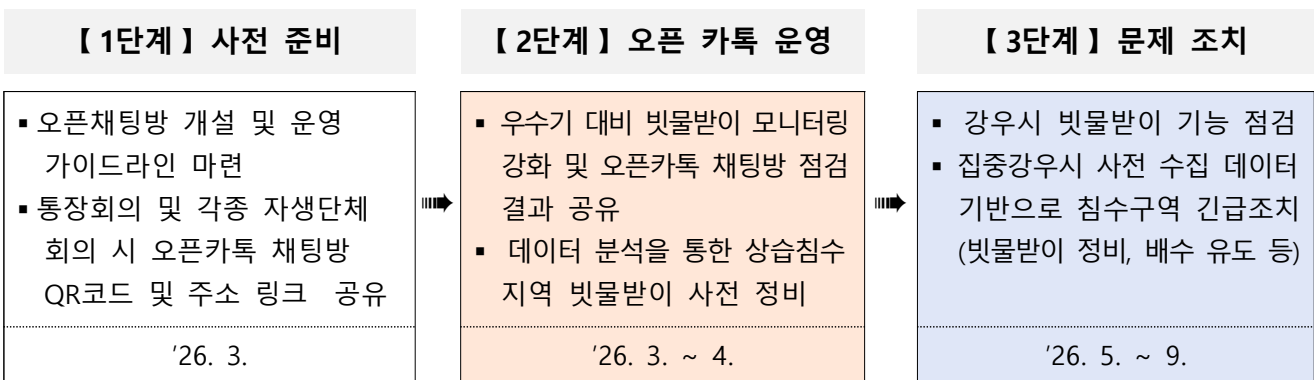 【 1단계 】 사전 준비
▪ 오픈채팅방 개설 및 운영
가이드라인 마련
▪ 통장회의 및 각종 자생단체
회의 시 오픈카톡 채팅방
QR코드 및 주소 링크 공유
'26. 3.
➠
【 2단계 】 오픈 카톡 운영
▪ 우수기 대비 빗물받이 모니터링
강화 및 오픈카톡 채팅방 점검
결과 공유
▪ 데이터 분석을 통한 상습침수
지역 빗물받이 사전 정비
'26. 3. ~ 4.
➠
【 3단계 】 문제 조치
▪ 강우시 빗물받이 기능 점검
▪ 집중강우시 사전 수집 데이터
기반으로 침수구역 긴급조치
(빗물받이 정비, 배수 유도 등)
'26. 5. ~ 9.